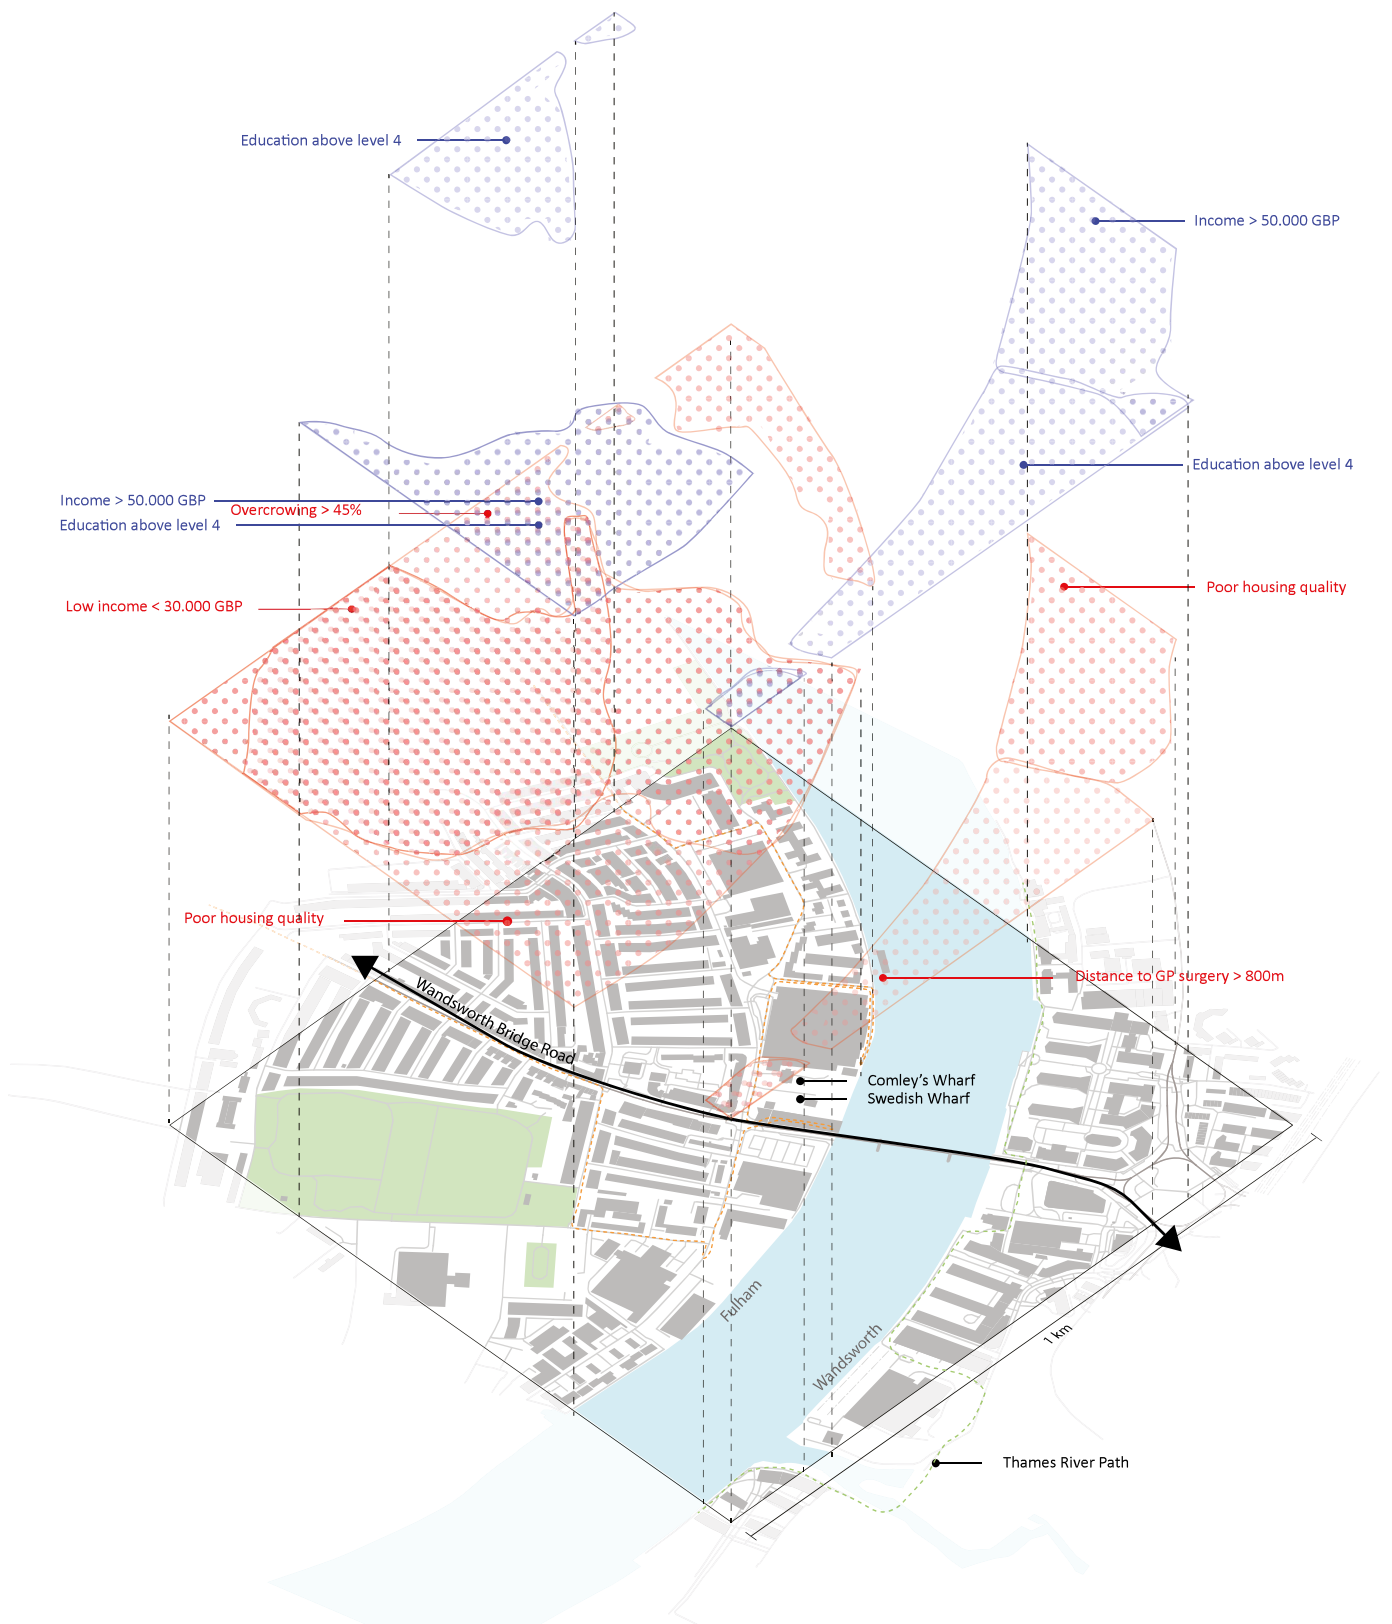 Education above level 4
Income > 50.000 GBP
Education above level 4
Income > 50.000 GBP
Overcrowing > 45%
Education above level 4
Poor housing quality
Low income < 30.000 GBP
Poor housing quality
Distance to GP surgery > 800m
Wandsworth Bridge Road
Comley's Wharf
Swedish Wharf
Fulham
Wandsworth
1 km
Thames River Path